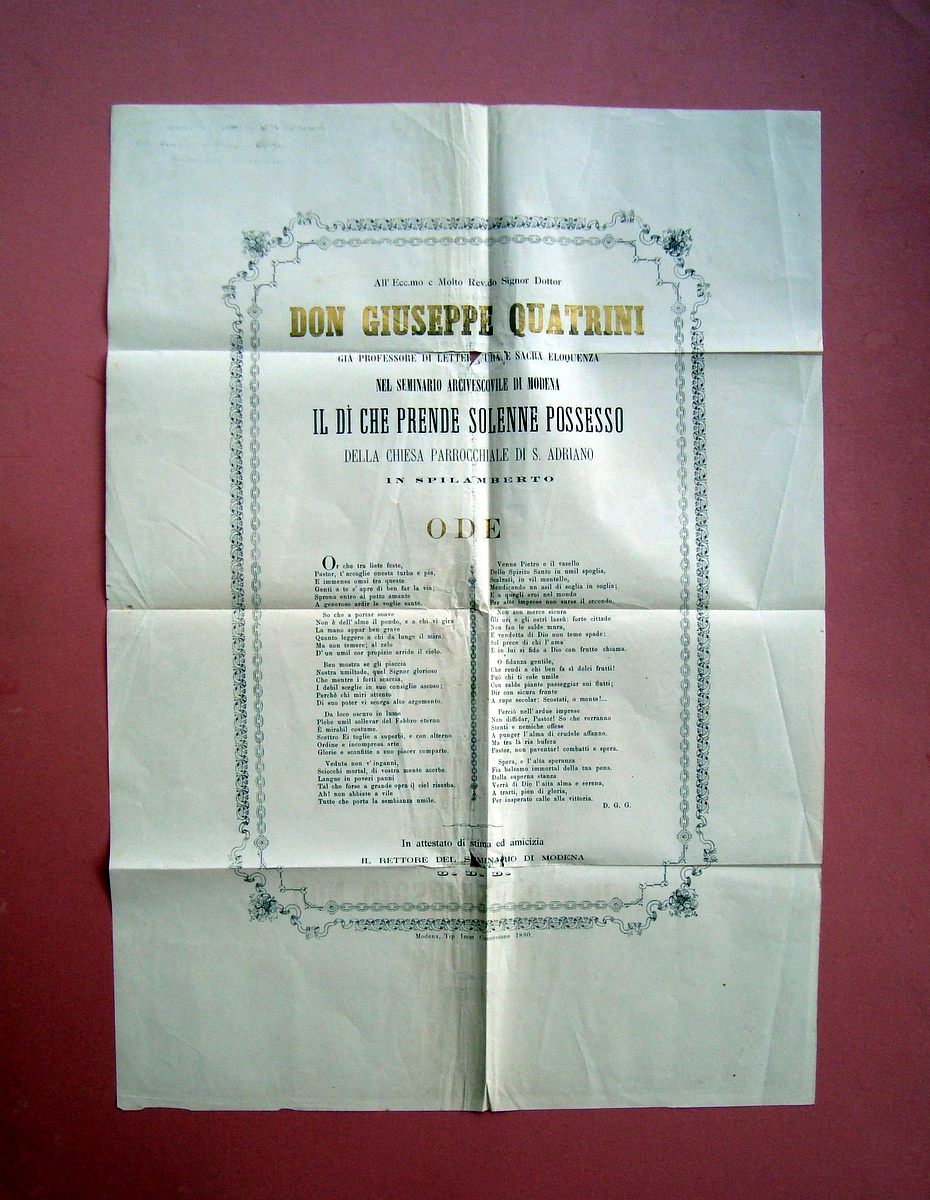 All' Ecc.mo e Molto Rev.do Signor Dottor
DON GIUSEPPE QUATRINI
GIÀ PROFESSORE DI LETTERATURA E SACRA ELOQUENZA
NEL SEMINARIO ARCIVESCOVILE DI MODENA
IL DÌ CHE PRENDE SOLENNE POSSESSO
DELLA CHIESA PARROCCHIALE DI S. ADRIANO
IN SPILAMBERTO
ODE
Or che tra liete feste,
Pastor, t'accoglie onesta turba e pia,
E immensa omai tra queste
Genti a te s'apre di ben far la via;
Sprona entro al petto amante
A generoso ardir le voglie sante.
So che a portar soave
Non è dell'alme il pondo, e a chi vi gira
La mano appar ben grave
Quanto leggero a chi da lunge il mira:
Ma non temere; al zelo
D'un umil cor propizio arride il cielo.
Ben mostra se gli piaccia
Nostra umiltade, quel Signor glorioso
Che mentre i forti scaccia,
I debil sceglie in suo consiglio ascoso;
Perchè chi miri attento
Di suo poter vi scorga alto argomento.
Da loco oscuro in lume
Plebe umil sollevar del Fabbro eterno
È mirabil costume.
Scettro Ei toglie a superbi, e con alterno
Ordine e incompresa arte
Glorie e sconfitte a suo piacer comparte.
Veduta non v'inganni,
Sciocchi mortal, di vostra mente acerba.
Langue in poveri panni
Tal che forse a grande opra il ciel riserba.
Ah! non abbiate a vile
Tutto che porta la sembianza umile.
Venne Pietro e il vasello
Dello Spirito Santo in umil spoglia,
Scalzati, in vil mantello,
Mendicando un asil di soglia in soglia;
E a quegli eroi nel mondo
Per alte imprese non surse il secondo.
Non son merce sicura
Gli ori e gli ostri lassù: forte cittade
Non fan le salde mura,
E vendetta di Dio non teme spade:
Sol prece di chi l'ama
E in lui si fida a Dio con frutto chiama.
O fidanza gentile,
Che rendi a chi ben fa sì dolci frutti!
Può chi ti cole umile
Con salde piante passeggiar sui flutti;
Dir con sicura fronte
A rupe secolar: Scostati, o monte!...
Perciò nell'ardue imprese
Non diffidar, Pastor! So che verranno
Stenti e nemiche offese
A punger l'alma di crudele affanno.
Ma tra la ria bufera
Pastor, non paventar! combatti e spera.
Spera, e l'alta speranza
Fia balsamo immortal della tua pena.
Dalla superna stanza
Verrà di Dio l'aita alma e serena,
A trarti, pien di gloria,
Per insperato calle alla vittoria.
D. G. G.
In attestato di stima ed amicizia
IL RETTORE DEL SEMINARIO DI MODENA
D. D. D.
Modena, Tip. Imm. Concezione 1880.